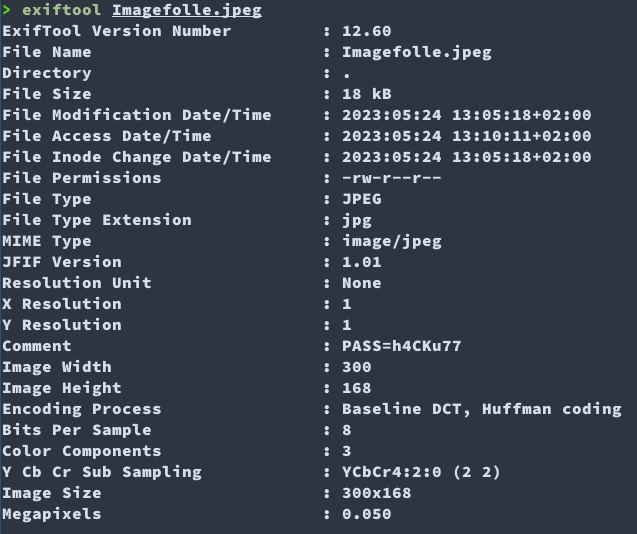 > exiftool Imagefolle.jpeg
ExifTool Version Number : 12.60
File Name : Imagefolle.jpeg
Directory : .
File Size : 18 kB
File Modification Date/Time : 2023:05:24 13:05:18+02:00
File Access Date/Time : 2023:05:24 13:10:11+02:00
File Inode Change Date/Time : 2023:05:24 13:05:18+02:00
File Permissions : -rw-r--r--
File Type : JPEG
File Type Extension : jpg
MIME Type : image/jpeg
JFIF Version : 1.01
Resolution Unit : None
X Resolution : 1
Y Resolution : 1
Comment : PASS=h4CKu77
Image Width : 300
Image Height : 168
Encoding Process : Baseline DCT, Huffman coding
Bits Per Sample : 8
Color Components : 3
Y Cb Cr Sub Sampling : YCbCr4:2:0 (2 2)
Image Size : 300x168
Megapixels : 0.050